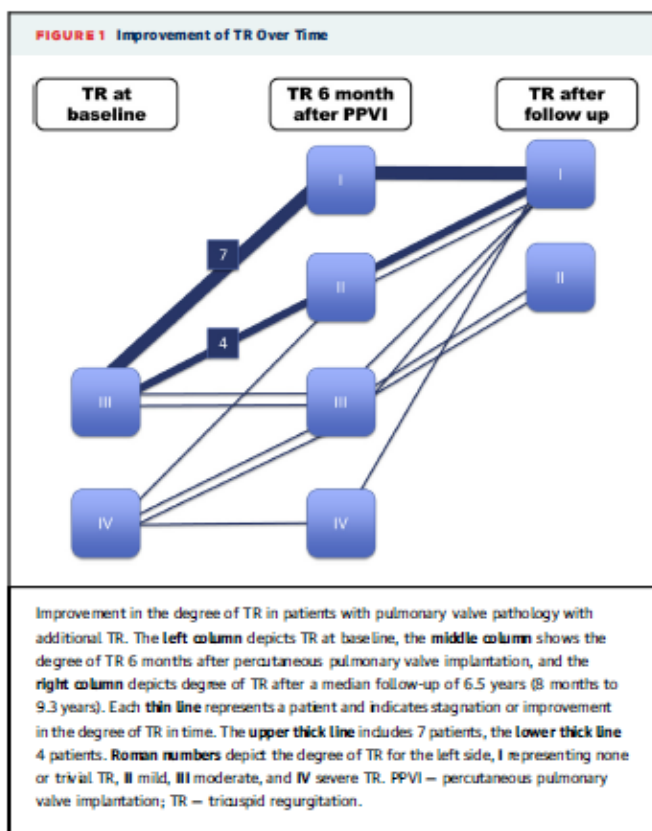 FIGURE 1 Improvement of TR Over Time
TR at
baseline
TR 6 month
after PPVI
TR after
follow up
I
I
7
II
II
4
III
III
IV
IV
Improvement in the degree of TR in patients with pulmonary valve pathology with
additional TR. The left column depicts TR at baseline, the middle column shows the
degree of TR 6 months after percutaneous pulmonary valve implantation, and the
right column depicts degree of TR after a median follow-up of 6.5 years (8 months to
9.3 years). Each thin line represents a patient and indicates stagnation or improvement
in the degree of TR in time. The upper thick line includes 7 patients, the lower thick line
4 patients. Roman numbers depict the degree of TR for the left side, I representing none
or trivial TR, II mild, III moderate, and IV severe TR. PPVI = percutaneous pulmonary
valve implantation; TR = tricuspid regurgitation.